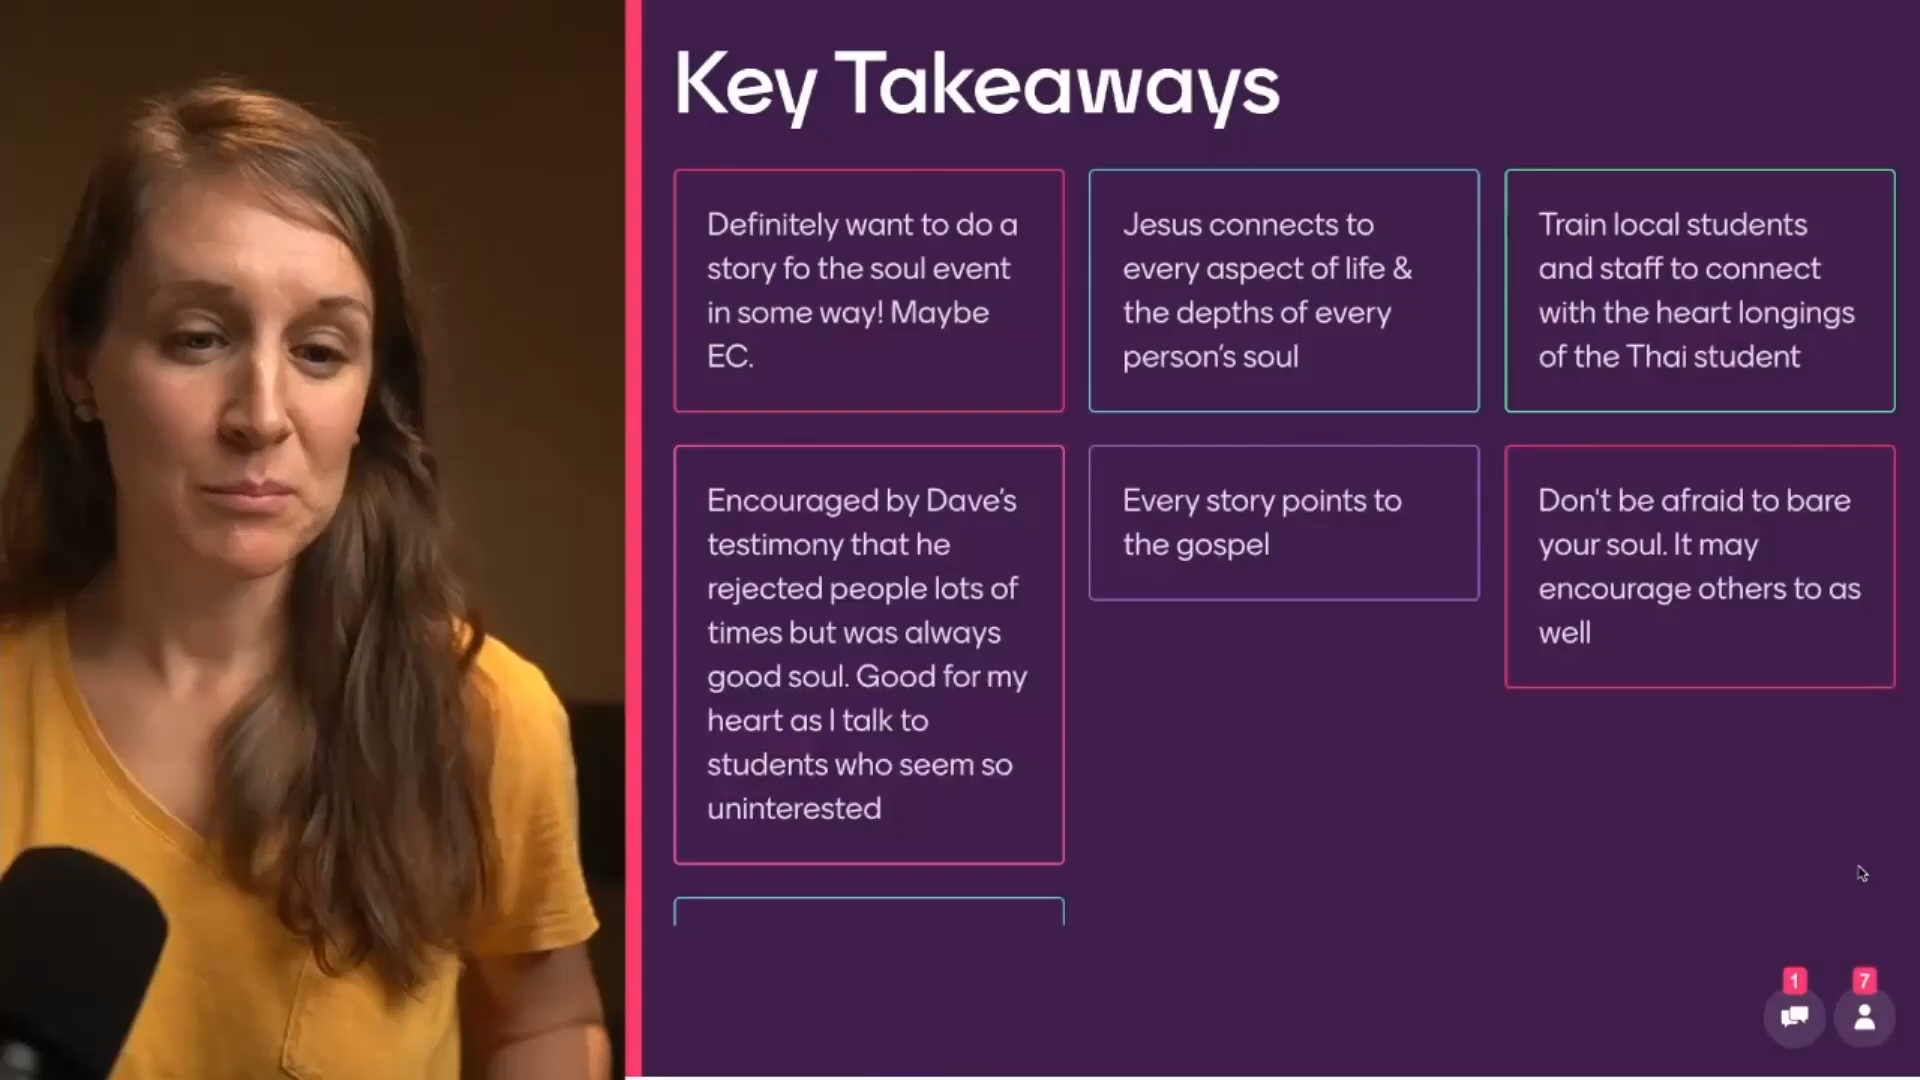 Key Takeaways
Definitely want to do a
story fo the soul event
in some way! Maybe
EC.
Jesus connects to
every aspect of life &
the depths of every
person's soul
Train local students
and staff to connect
with the heart longings
of the Thai student
Encouraged by Dave's
testimony that he
rejected people lots of
times but was always
good soul. Good for my
heart as I talk to
students who seem so
uninterested
Every story points to
the gospel
Don't be afraid to bare
your soul. It may
encourage others to as
well
1
7